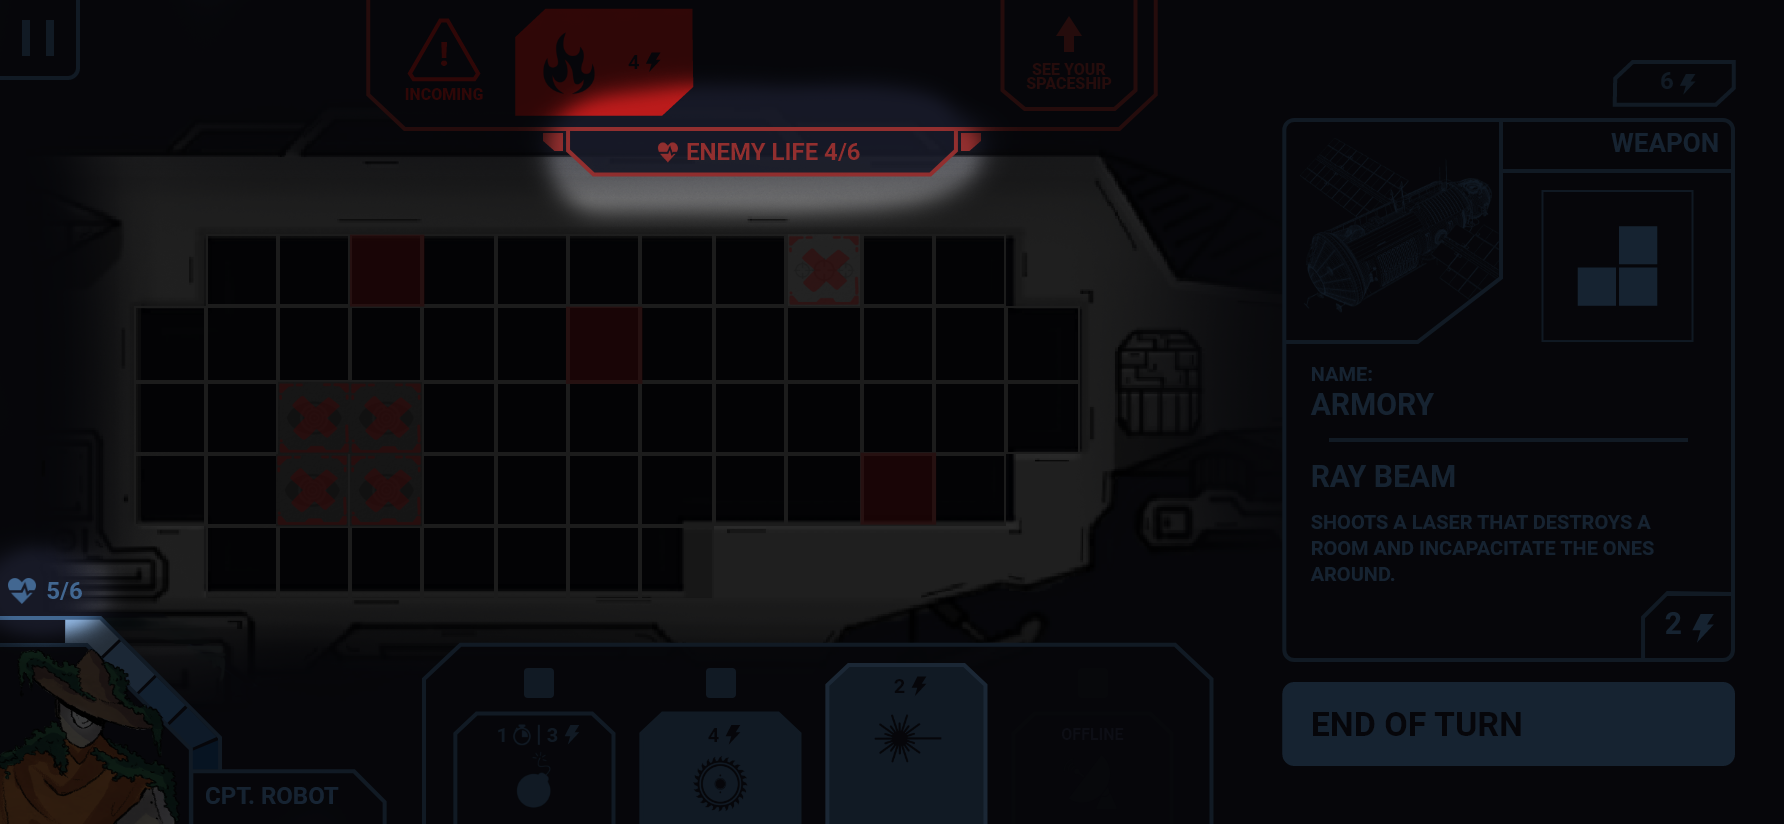 INCOMING
4
SEE YOUR
SPACESHIP
6
ENEMY LIFE 4/6
WEAPON
NAME:
ARMORY
RAY BEAM
SHOOTS A LASER THAT DESTROYS A
ROOM AND INCAPACITATE THE ONES
AROUND.
2
5/6
CPT. ROBOT
1 | 3
4
2
OFFLINE
END OF TURN